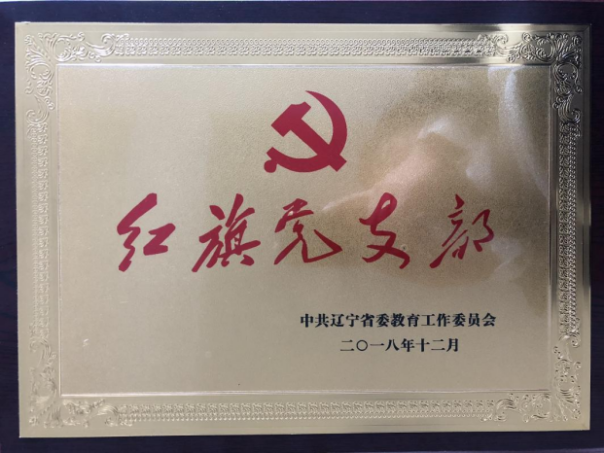 红旗党支部
中共辽宁省委教育工作委员会
二〇一八年十二月